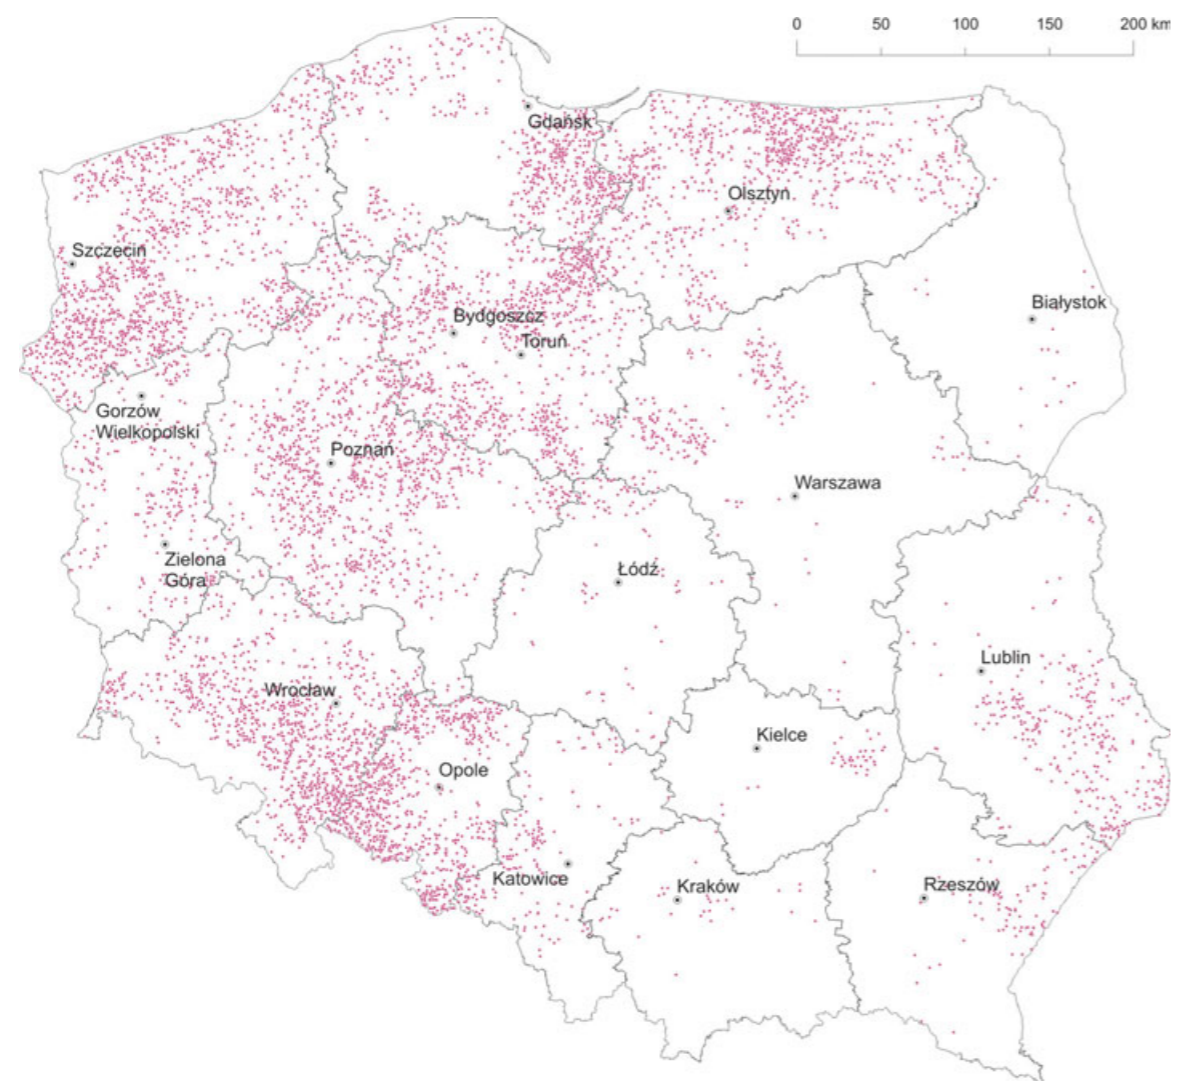 0 50 100 150 200 km
Gdańsk
Olsztyn
Szczecin
Białystok
Bydgoszcz
Toruń
Gorzów
Wielkopolski
Poznań
Warszawa
Zielona
Góra
Łódź
Lublin
Wrocław
Kielce
Opole
Katowice
Kraków
Rzeszów